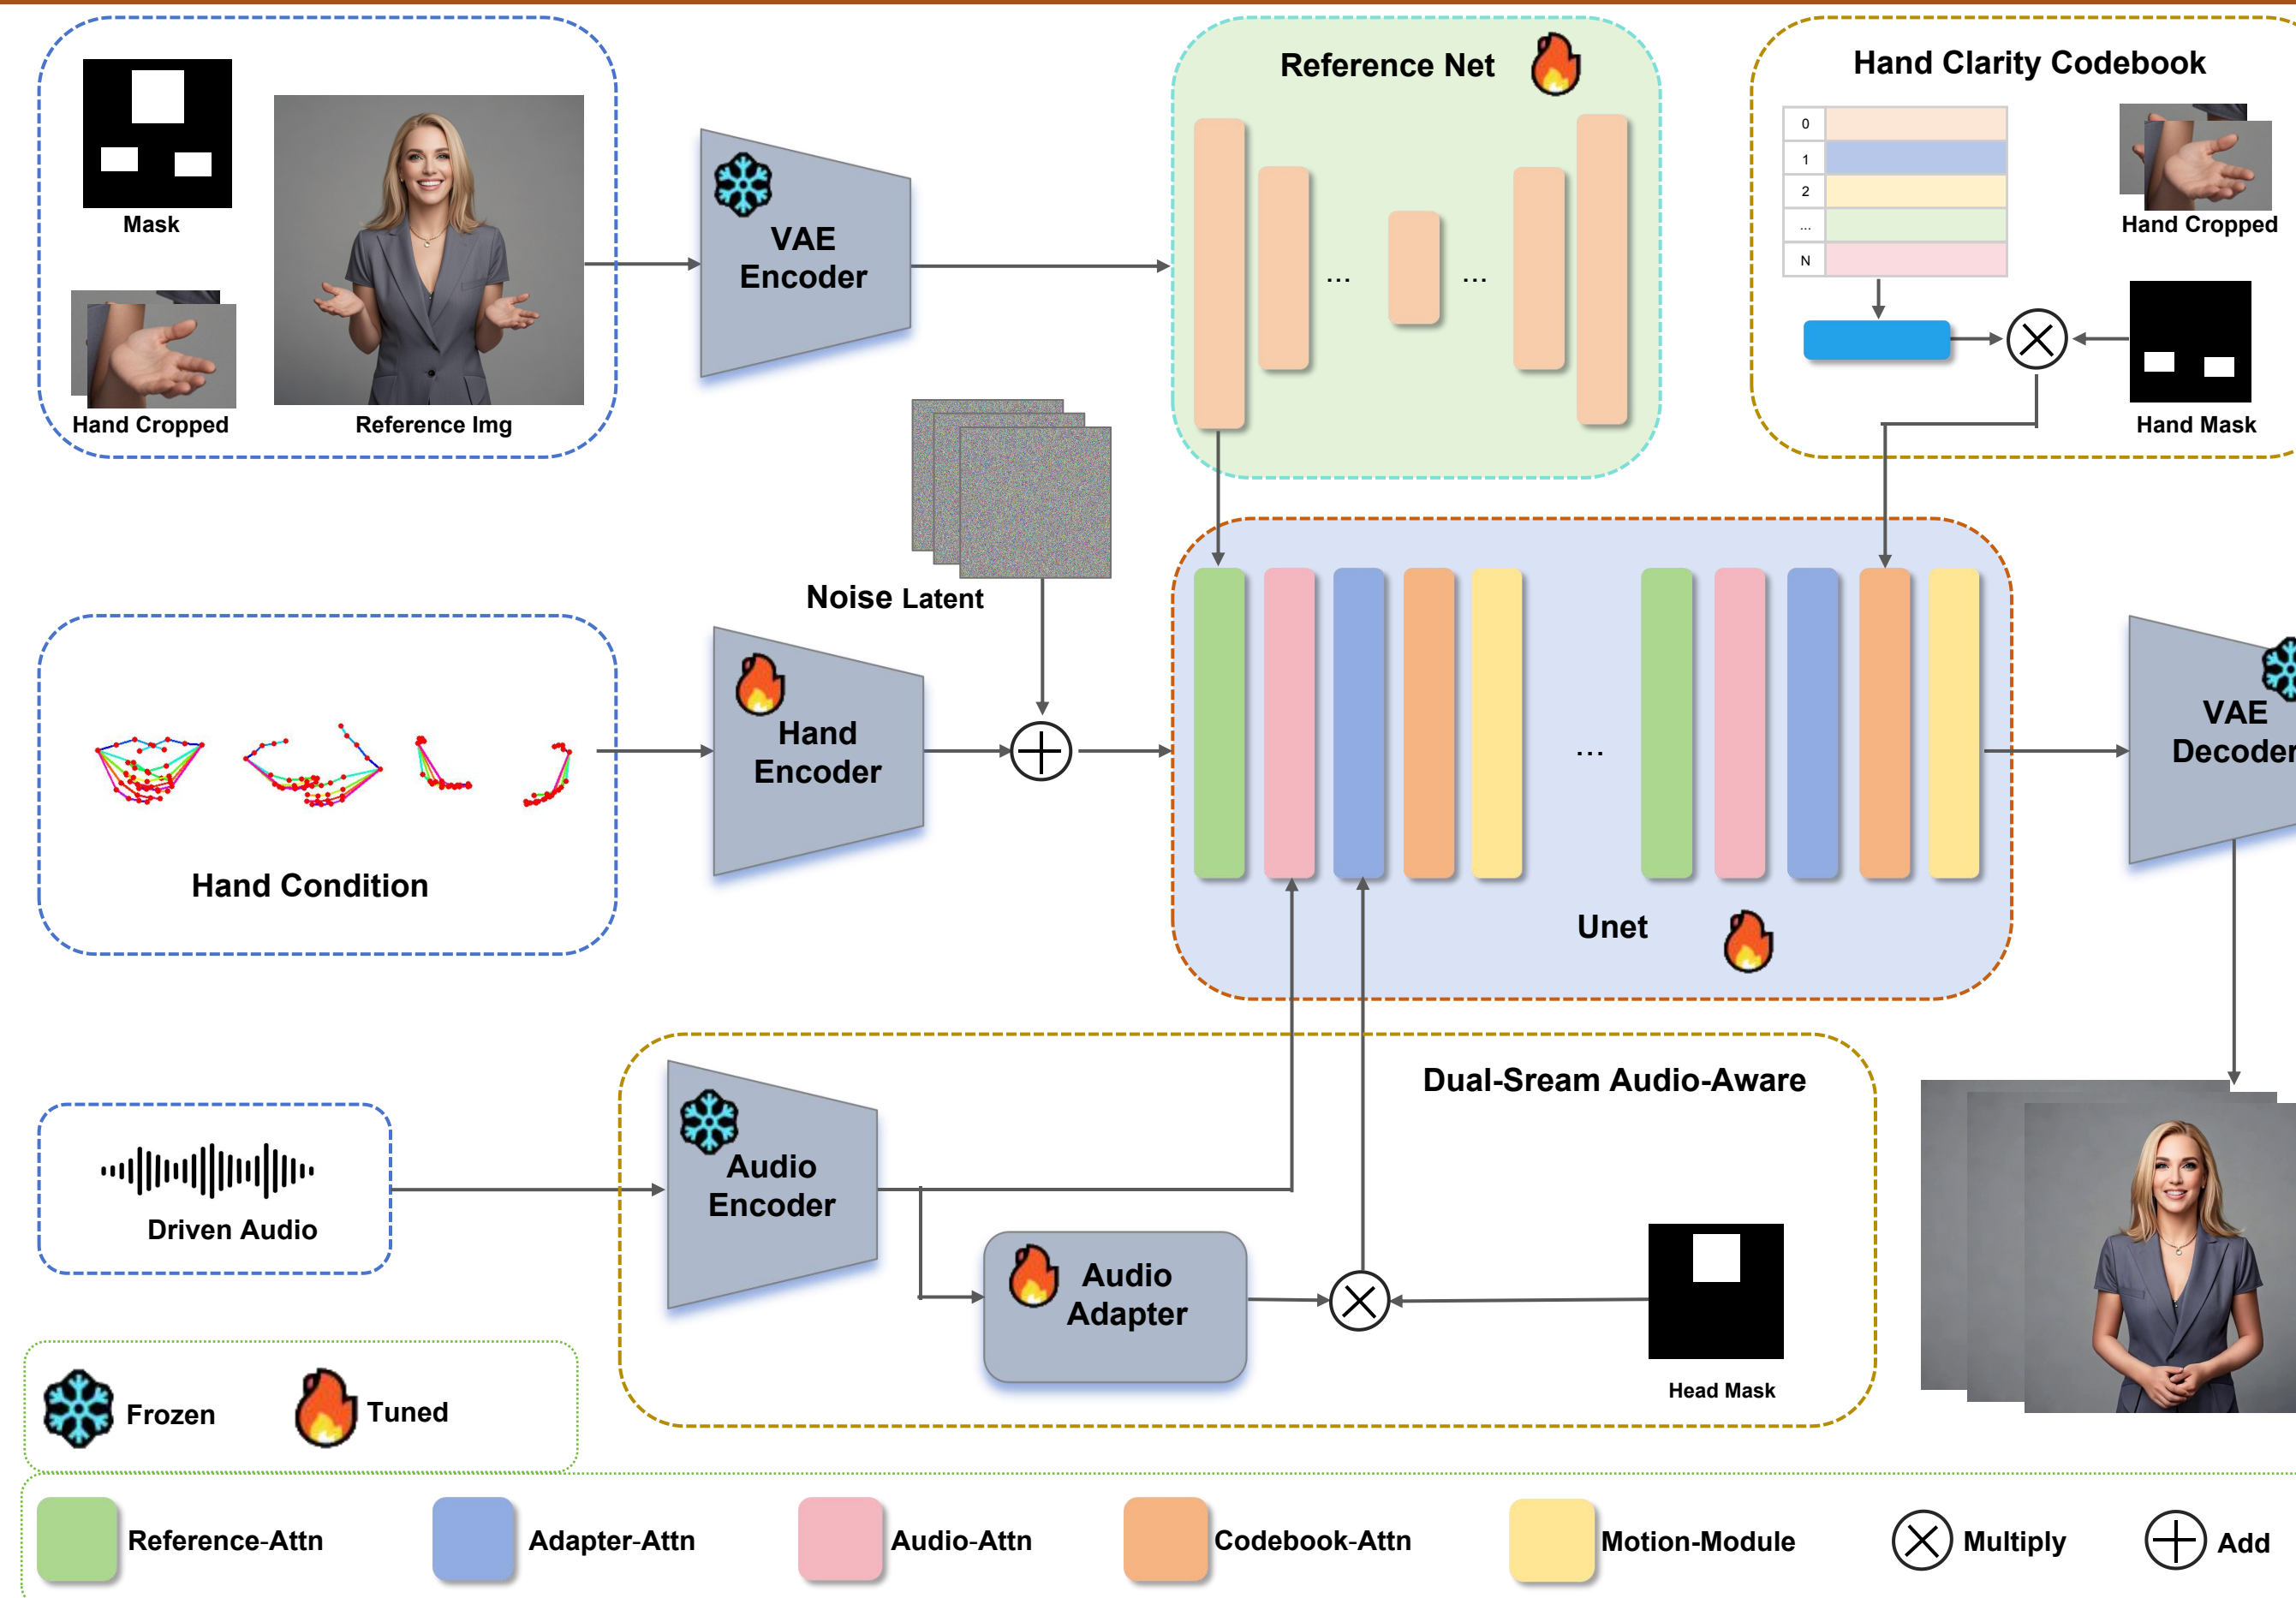 Mask
Hand Cropped
Reference Img
VAE
Encoder
Reference Net
...
...
Hand Clarity Codebook
0
1
2
...
N
Hand Cropped
Hand Mask
Noise Latent
Hand Condition
Hand
Encoder
...
Unet
VAE
Decoder
Driven Audio
Audio
Encoder
Dual-Sream Audio-Aware
Audio
Adapter
Head Mask
Frozen
Tuned
Reference-Attn
Adapter-Attn
Audio-Attn
Codebook-Attn
Motion-Module
Multiply
Add